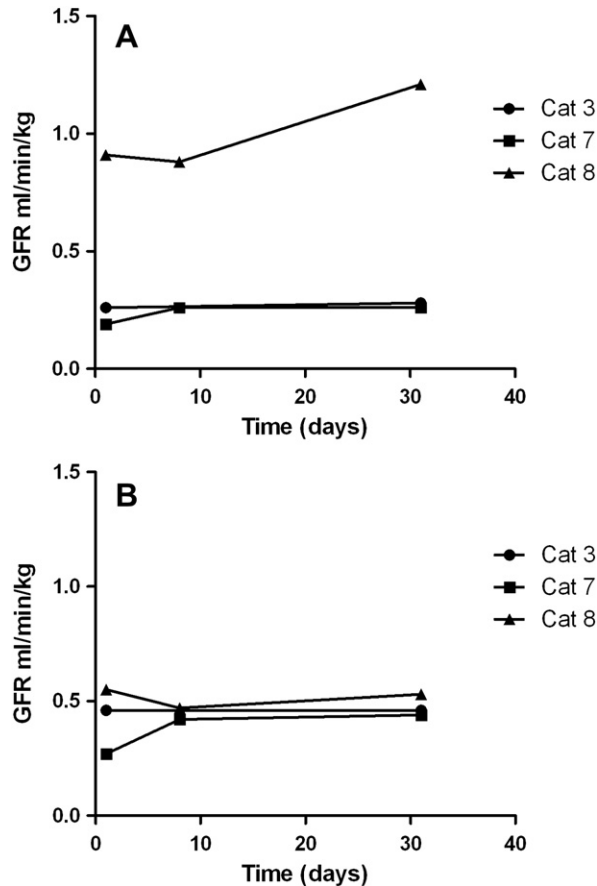 A
GFR ml/min/kg
1.5
1.0
0.5
0.0
0 10 20 30 40
Time (days)
Cat 3
Cat 7
Cat 8
B
GFR ml/min/kg
1.5
1.0
0.5
0.0
0 10 20 30 40
Time (days)
Cat 3
Cat 7
Cat 8